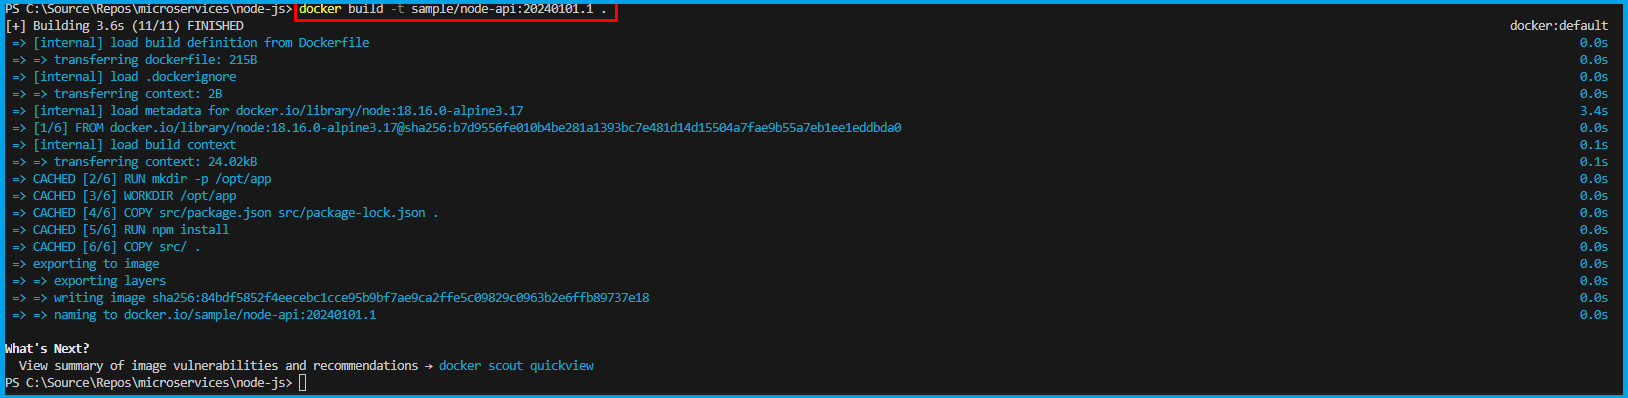 PS C:\Source\Repos\microservices\node-js> docker build -t sample/node-api:20240101.1 .
[+] Building 3.6s (11/11) FINISHED docker:default
=> [internal] load build definition from Dockerfile 0.0s
=> => transferring dockerfile: 215B 0.0s
=> [internal] load .dockerignore 0.0s
=> => transferring context: 2B 0.0s
=> [internal] load metadata for docker.io/library/node:18.16.0-alpine3.17 3.4s
=> [1/6] FROM docker.io/library/node:18.16.0-alpine3.17@sha256:b7d9556fe010b4be281a1393bc7e481d14d15504a7fae9b55a7eb1ee1eddbda0 0.0s
=> [internal] load build context 0.1s
=> => transferring context: 24.02kB 0.1s
=> CACHED [2/6] RUN mkdir -p /opt/app 0.0s
=> CACHED [3/6] WORKDIR /opt/app 0.0s
=> CACHED [4/6] COPY src/package.json src/package-lock.json . 0.0s
=> CACHED [5/6] RUN npm install 0.0s
=> CACHED [6/6] COPY src/ . 0.0s
=> exporting to image 0.0s
=> => exporting layers 0.0s
=> => writing image sha256:84bdf5852f4eecebc1cce95b9bf7ae9ca2ffe5c09829c0963b2e6ffb89737e18 0.0s
=> => naming to docker.io/sample/node-api:20240101.1 0.0s
What's Next?
View summary of image vulnerabilities and recommendations → docker scout quickview
PS C:\Source\Repos\microservices\node-js>